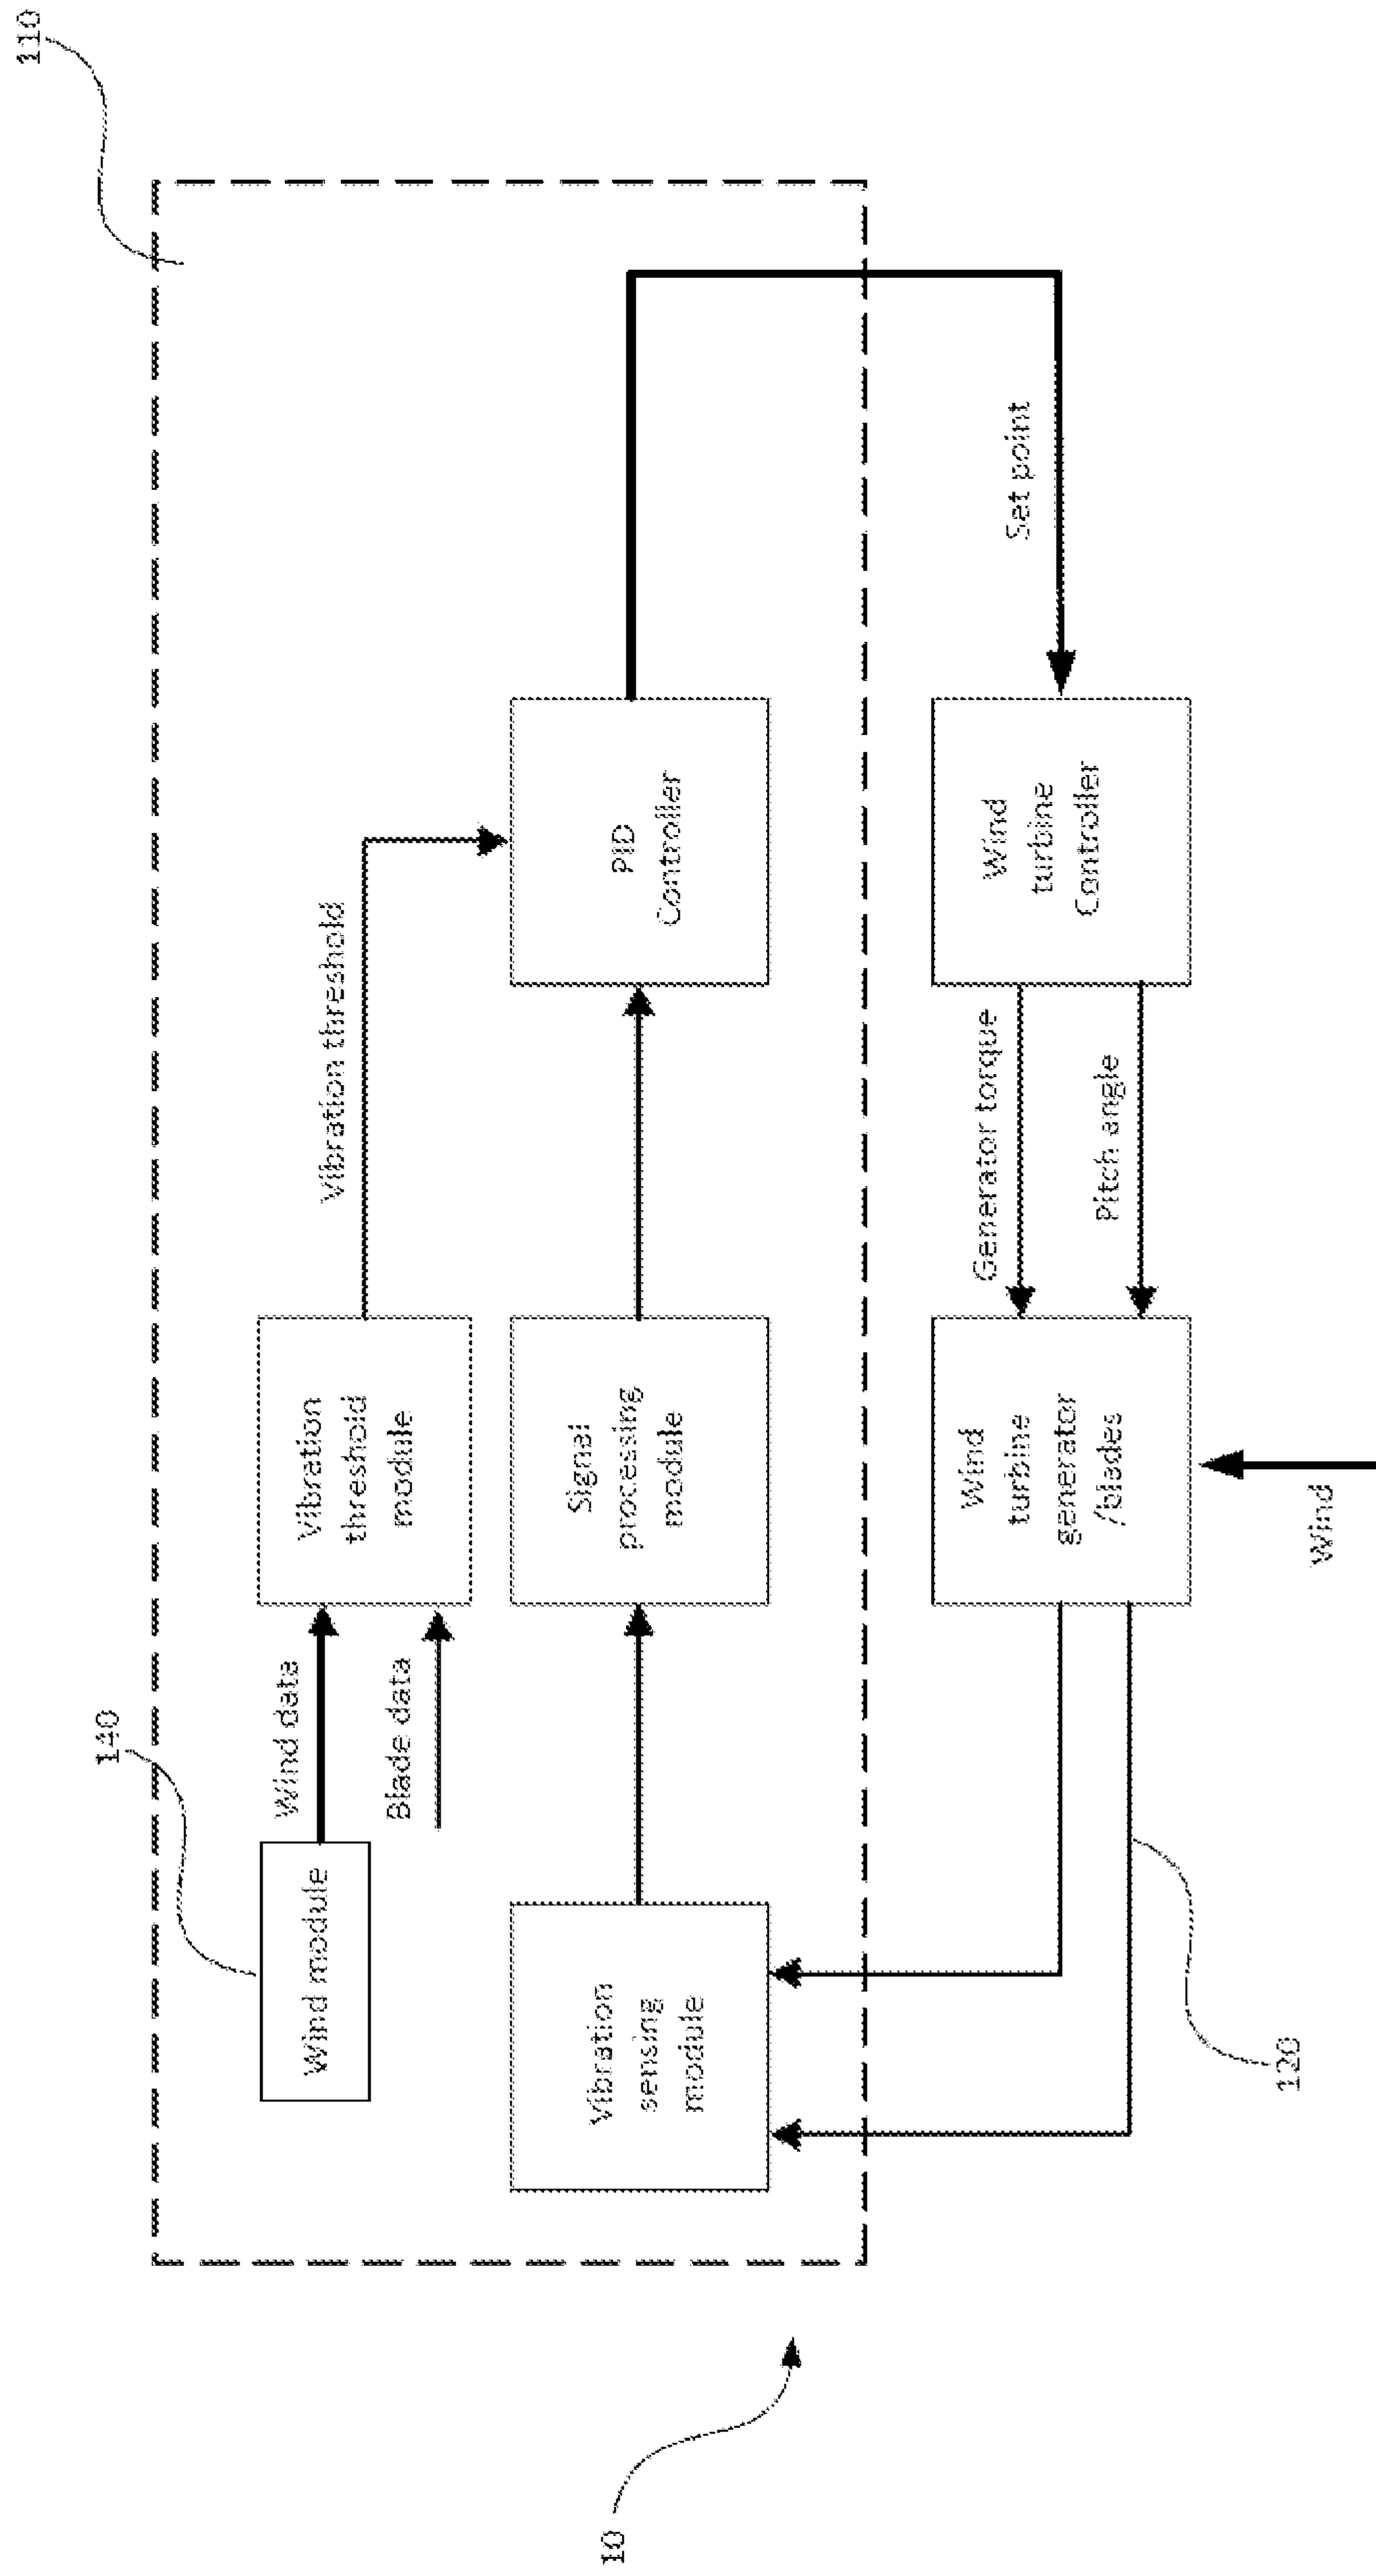 110
140
Wind module
Wind data
Blade data
Vibration
threshold
module
Vibration threshold
Vibration
sensing
module
Signal
processing
module
PID
Controller
Set point
Wind
turbine
generator
/blades
Generator torque
Pitch angle
Wind
turbine
Controller
Wind
120
10